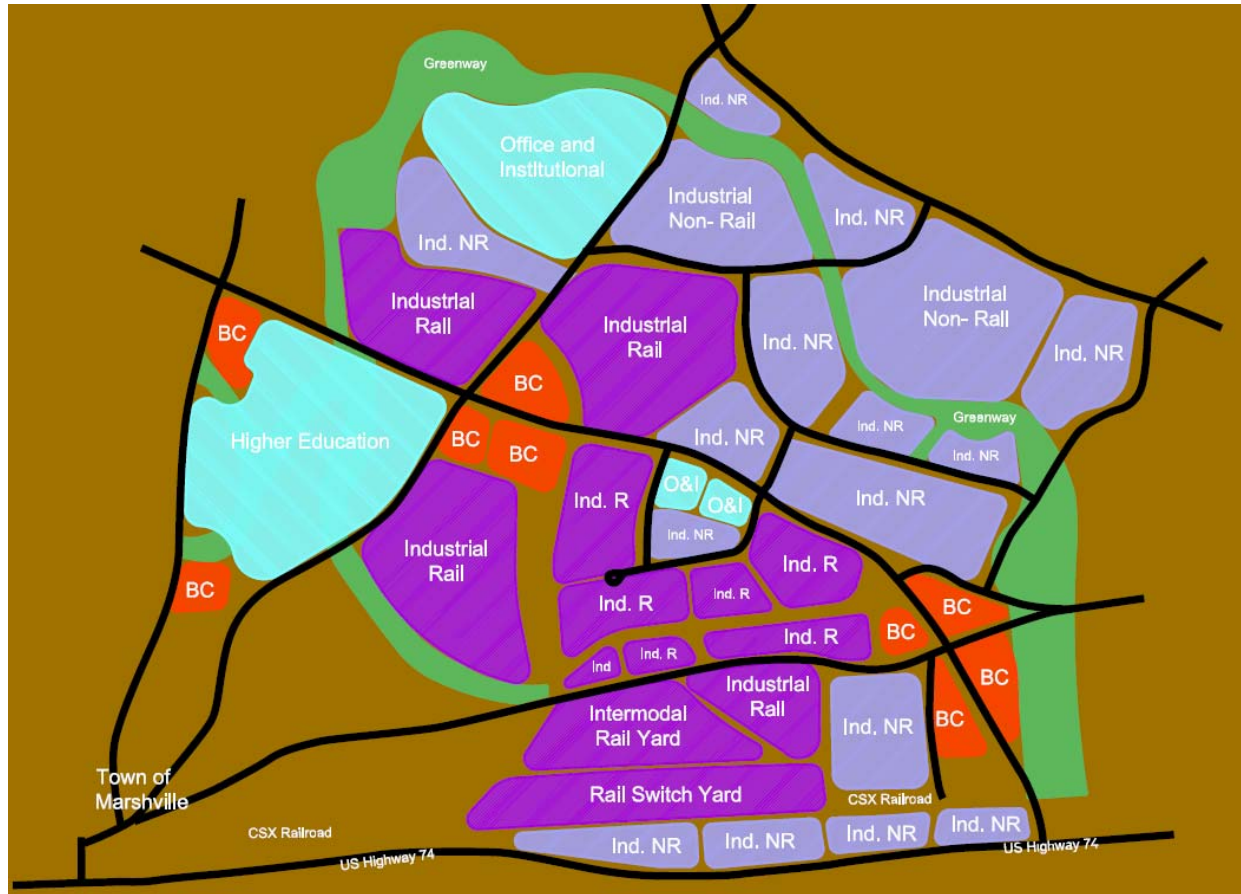 Greenway
Ind. NR
Office and
Institutional
Industrial
Non- Rail
Ind. NR
Ind. NR
Industrial
Rail
Industrial
Rail
Ind. NR
Industrial
Non- Rail
Ind. NR
BC
BC
Higher Education
BC
BC
Ind. NR
Ind. NR
Greenway
Ind. NR
Ind. R
O&I
O&I
Ind. NR
Ind. NR
Industrial
Rail
Ind. R
BC
Ind. R
Ind. R
BC
BC
Ind. R
Ind
Ind. R
BC
Industrial
Rail
Intermodal
Rail Yard
Ind. NR
BC
Rail Switch Yard
CSX Railroad
Town of
Marshville
CSX Railroad
US Highway 74
Ind. NR
Ind. NR
Ind. NR
Ind. NR
US Highway 74